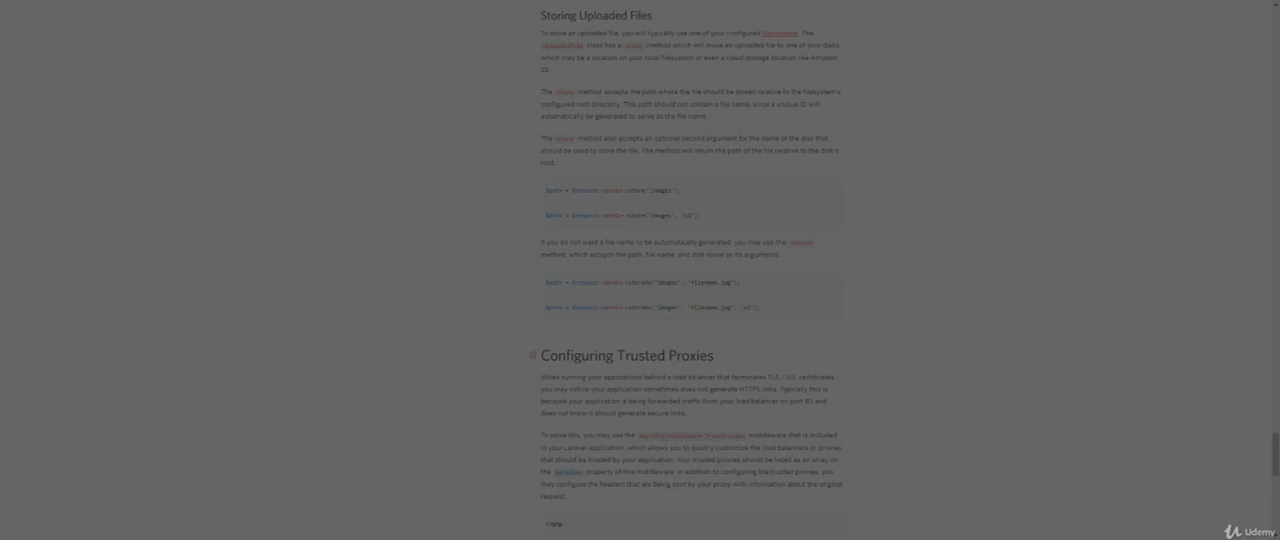 Storing Uploaded Files
To store an uploaded file, you will typically use one of your configured filesystems. The
UploadedFile class has a store method which will move an uploaded file to one of your disks,
which may be a location on your local filesystem or even a cloud storage location like Amazon
S3.
The store method accepts the path where the file should be stored relative to the filesystem's
configured root directory. This path should not contain a file name, since a unique ID will
automatically be generated to serve as the file name.
The store method also accepts an optional second argument for the name of the disk that
should be used to store the file. The method will return the path of the file relative to the disk's
root:
$path = $request->photo->store('images');
$path = $request->photo->store('images', 's3');
If you do not want a file name to be automatically generated, you may use the storeAs
method, which accepts the path, file name, and disk name as its arguments:
$path = $request->photo->storeAs('images', 'filename.jpg');
$path = $request->photo->storeAs('images', 'filename.jpg', 's3');
# Configuring Trusted Proxies
When running your applications behind a load balancer that terminates TLS / SSL certificates,
you may notice your application sometimes does not generate HTTPS links. Typically this is
because your application is being forwarded traffic from your load balancer on port 80 and
does not know it should generate secure links.
To solve this, you may use the App\Http\Middleware\TrustProxies middleware that is included
in your Laravel application, which allows you to quickly customize the load balancers or proxies
that should be trusted by your application. Your trusted proxies should be listed as an array on
the $proxies property of this middleware. In addition to configuring the trusted proxies, you
may configure the headers that are being sent by your proxy with information about the original
request:
<?php
Udemy